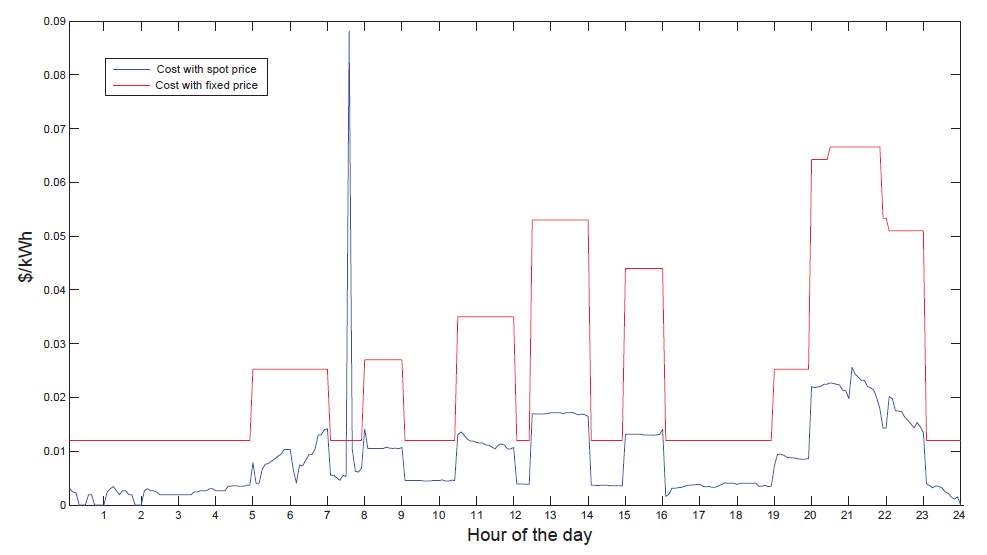 0.09
0.08
0.07
0.06
0.05
0.04
0.03
0.02
0.01
0
$/kWh
Cost with spot price
Cost with fixed price
1 2 3 4 5 6 7 8 9 10 11 12 13 14 15 16 17 18 19 20 21 22 23 24
Hour of the day